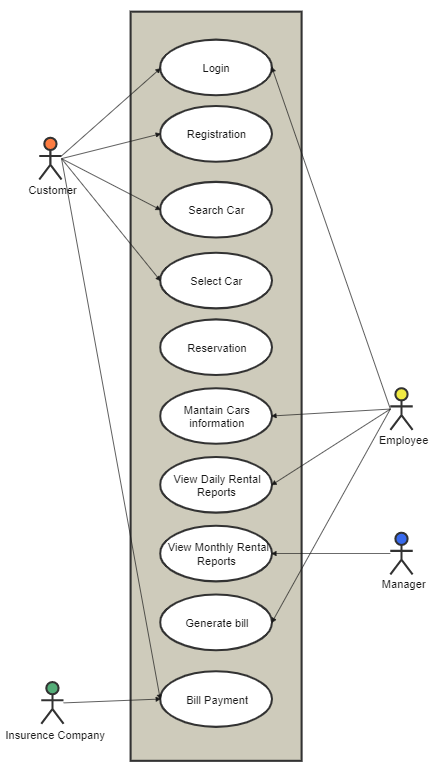 Login
Registration
Customer
Search Car
Select Car
Reservation
Mantain Cars
information
Employee
View Daily Rental
Reports
View Monthly Rental
Reports
Manager
Generate bill
Bill Payment
Insurence Company